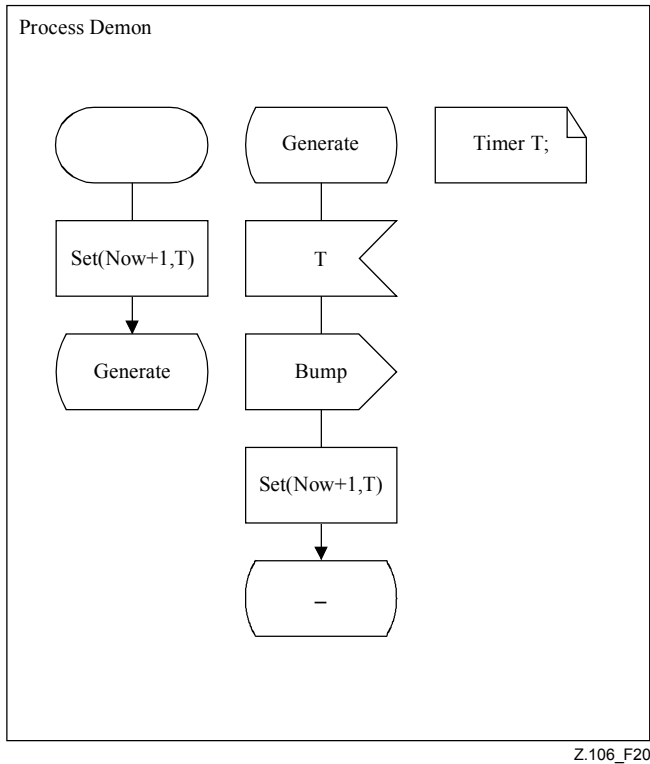 Process Demon
Generate
Timer T;
Set(Now+1,T)
T
Generate
Bump
Set(Now+1,T)
–
Z.106_F20